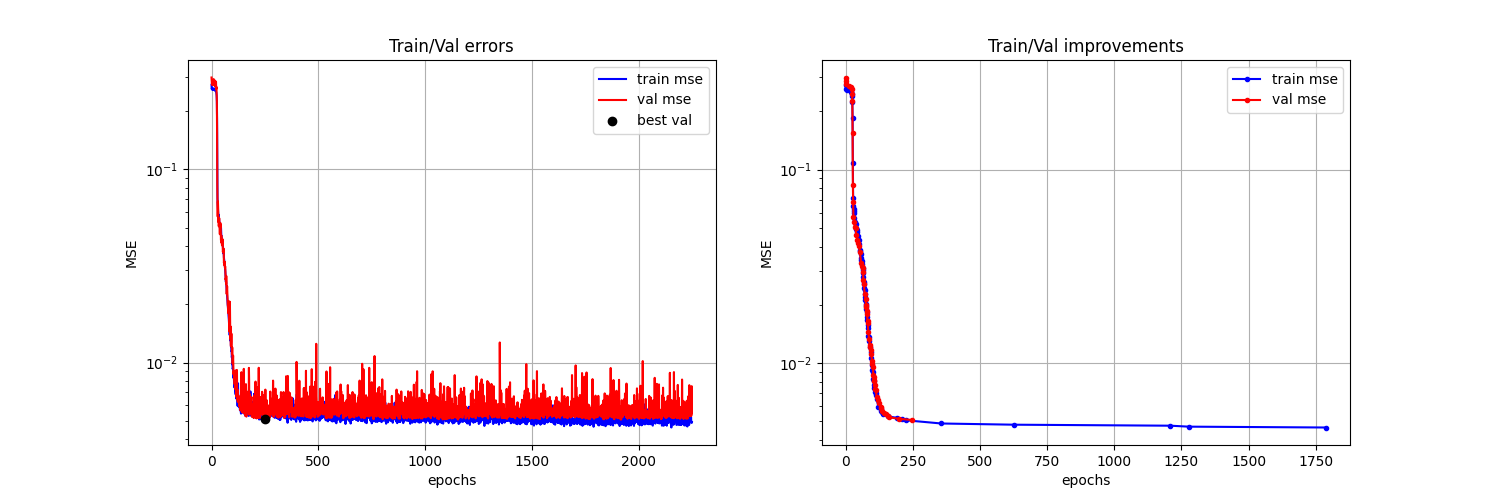 Train/Val errors
train mse
val mse
best val
MSE
10⁻¹
10⁻²
0
500
1000
1500
2000
epochs
Train/Val improvements
train mse
val mse
MSE
10⁻¹
10⁻²
0
250
500
750
1000
1250
1500
1750
epochs